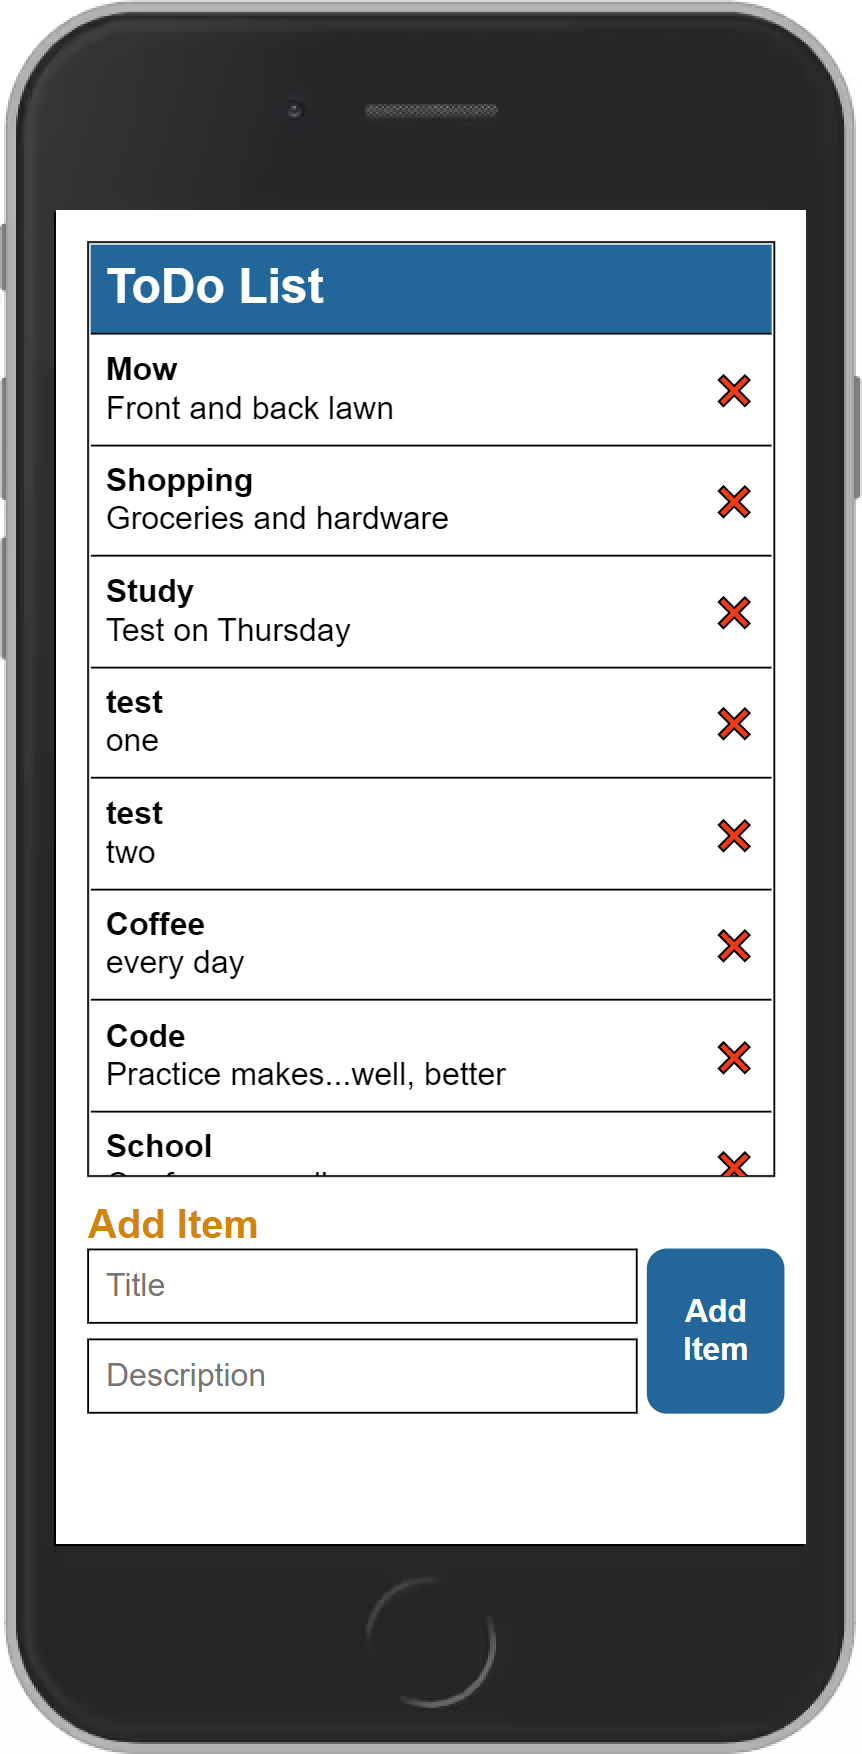 ToDo List
Mow
Front and back lawn
Shopping
Groceries and hardware
Study
Test on Thursday
test
one
test
two
Coffee
every day
Code
Practice makes...well, better
School
Add Item
Title
Description
Add
Item